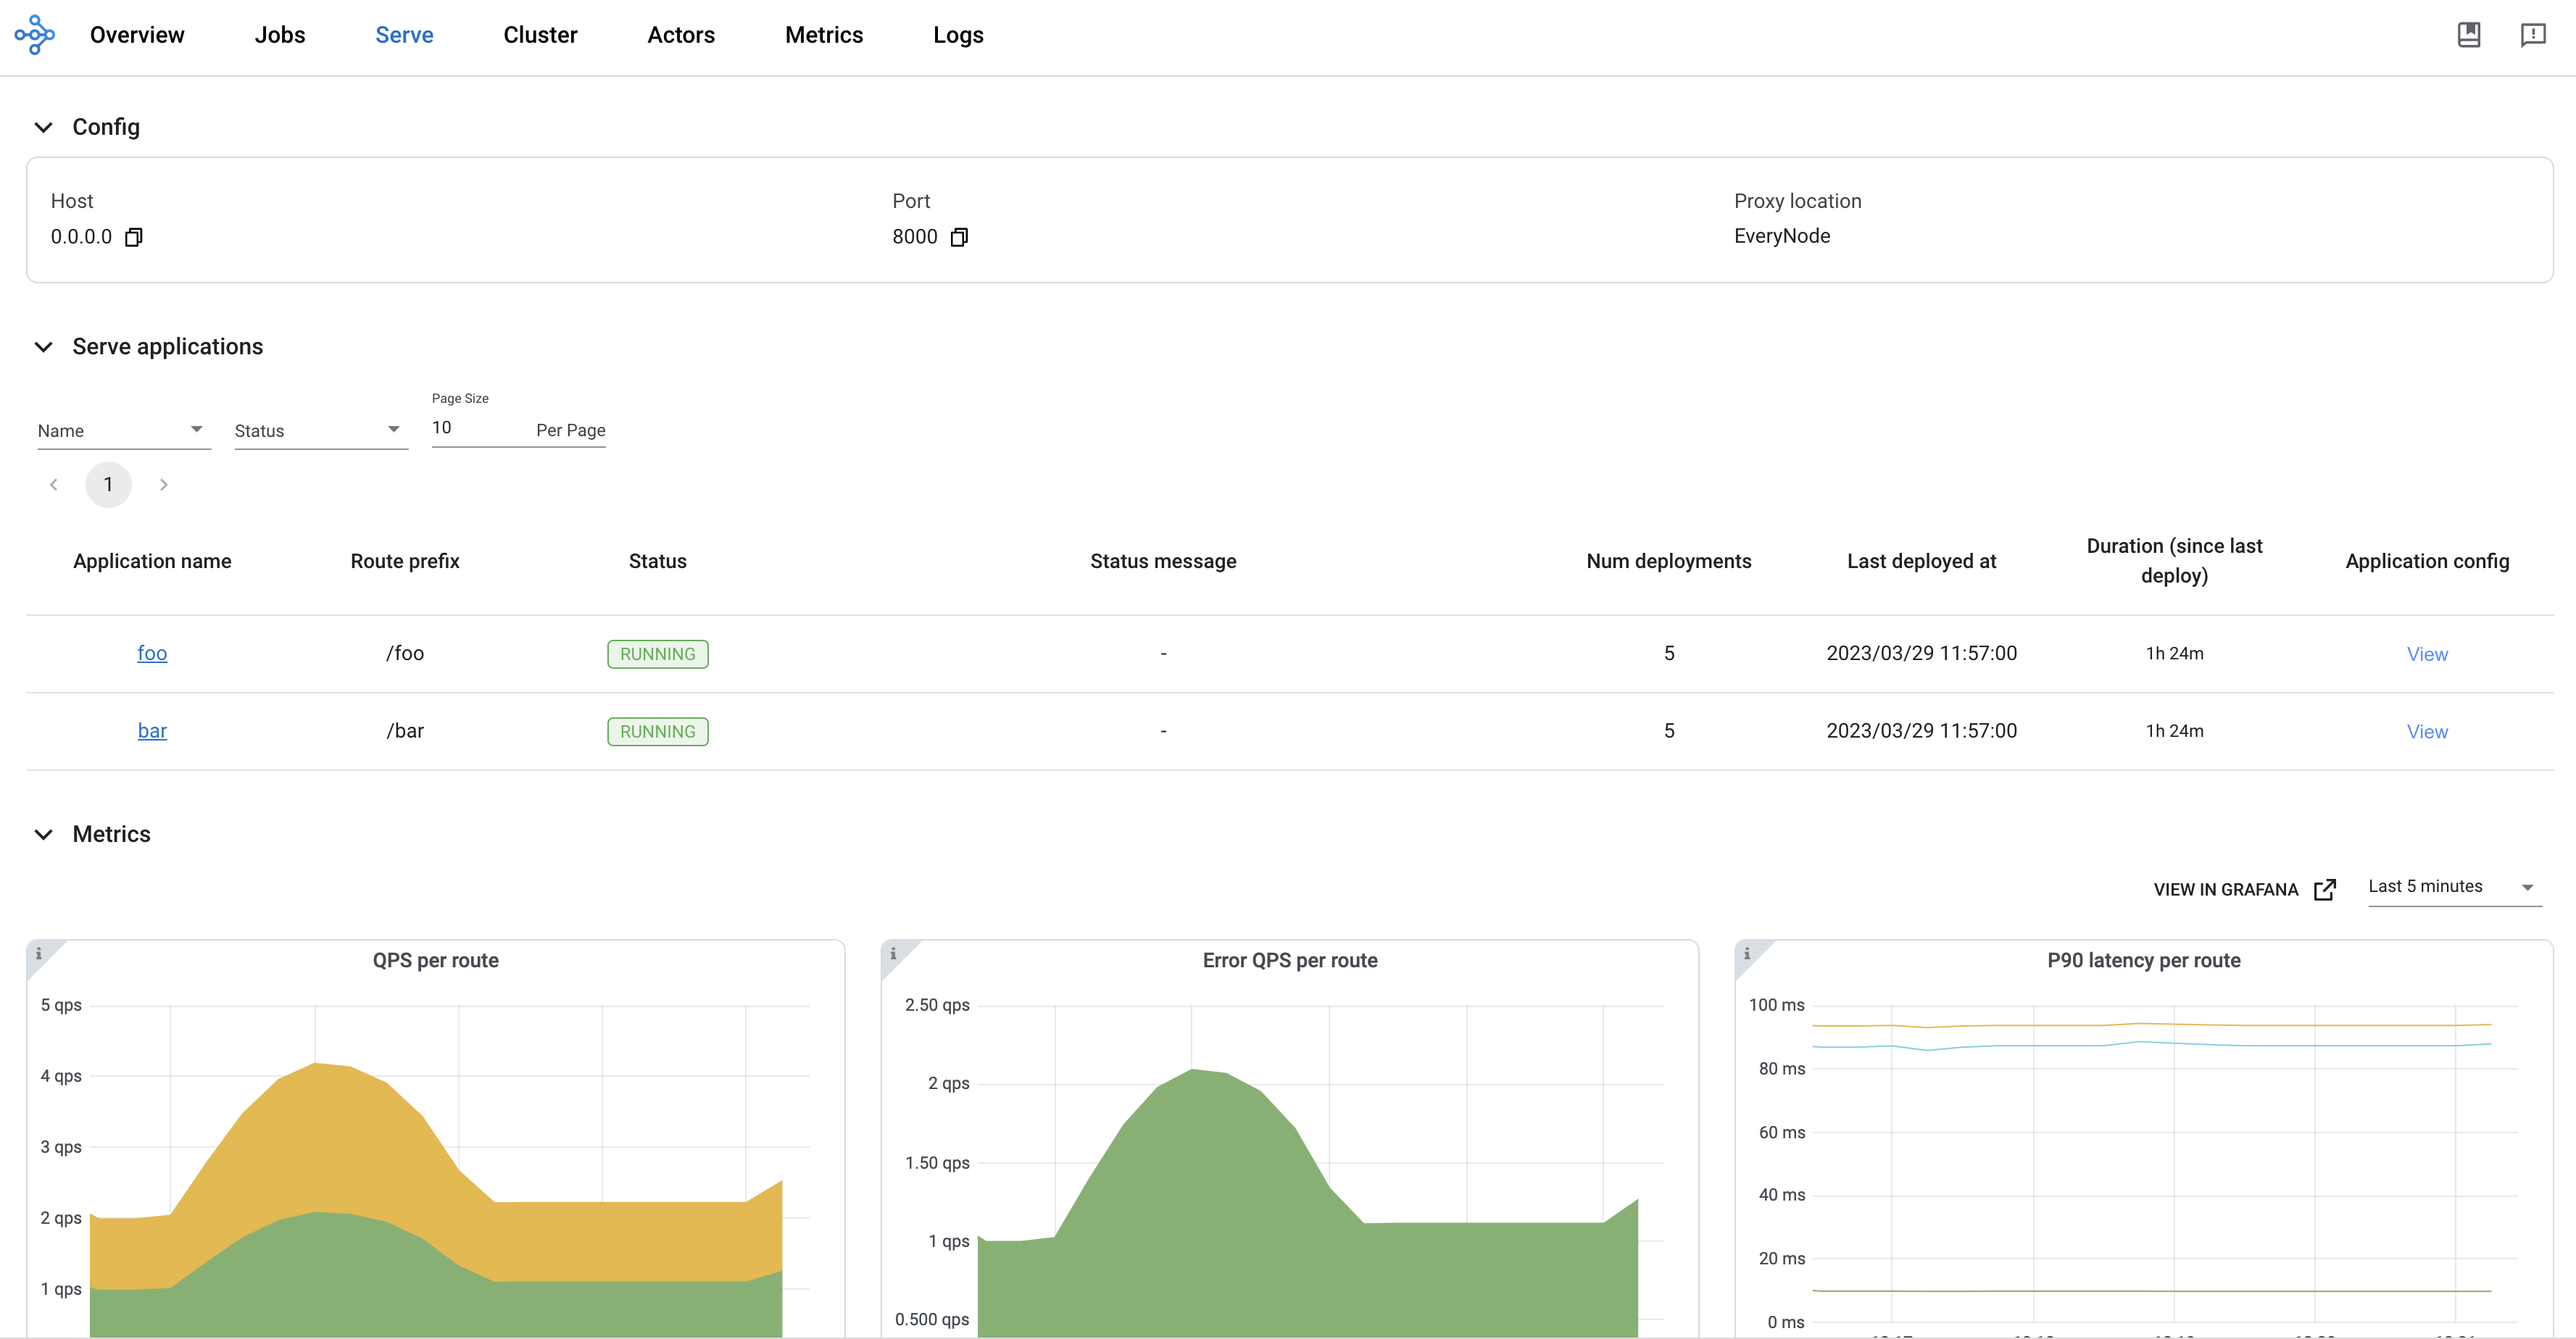 Overview Jobs Serve Cluster Actors Metrics Logs
Config
Host Port Proxy location
0.0.0.0 8000 EveryNode
Serve applications
Page Size
Name Status 10 Per Page
1
Application name Route prefix Status Status message Num deployments Last deployed at Duration (since last deploy) Application config
foo /foo RUNNING - 5 2023/03/29 11:57:00 1h 24m View
bar /bar RUNNING - 5 2023/03/29 11:57:00 1h 24m View
Metrics
VIEW IN GRAFANA Last 5 minutes
QPS per route
5 qps
4 qps
3 qps
2 qps
1 qps
Error QPS per route
2.50 qps
2 qps
1.50 qps
1 qps
0.500 qps
P90 latency per route
100 ms
80 ms
60 ms
40 ms
20 ms
0 ms